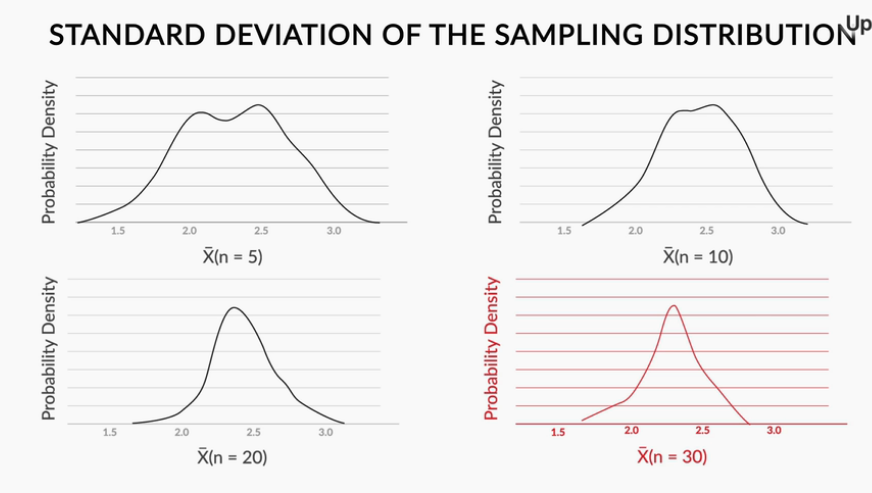 STANDARD DEVIATION OF THE SAMPLING DISTRIBUTION
Up
Probability Density
1.5 2.0 2.5 3.0
X̄(n = 5)
Probability Density
1.5 2.0 2.5 3.0
X̄(n = 10)
Probability Density
1.5 2.0 2.5 3.0
X̄(n = 20)
Probability Density
1.5 2.0 2.5 3.0
X̄(n = 30)